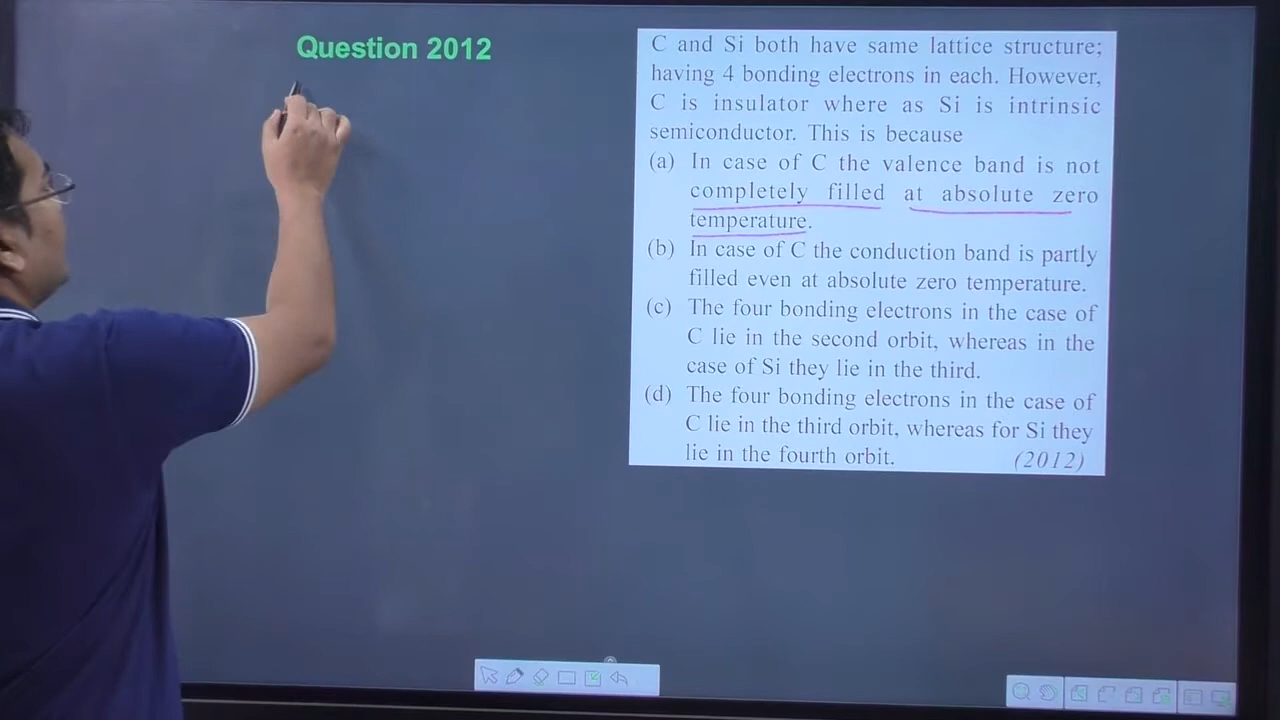 Question 2012
C and Si both have same lattice structure;
having 4 bonding electrons in each. However,
C is insulator where as Si is intrinsic
semiconductor. This is because
(a) In case of C the valence band is not
completely filled at absolute zero
temperature.
(b) In case of C the conduction band is partly
filled even at absolute zero temperature.
(c) The four bonding electrons in the case of
C lie in the second orbit, whereas in the
case of Si they lie in the third.
(d) The four bonding electrons in the case of
C lie in the third orbit, whereas for Si they
lie in the fourth orbit. (2012)